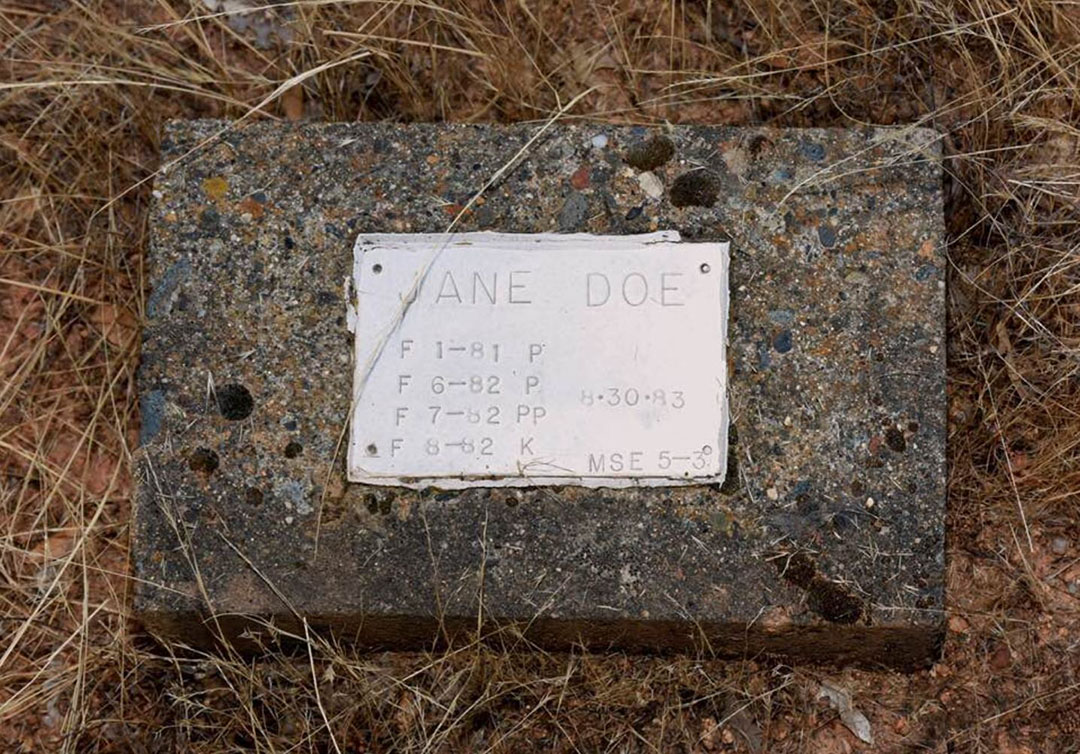 JANE DOE
F 1-81 P
F 6-82 P
8·30·83
F 7-82 PP
F 8-82 K
MSE 5-3